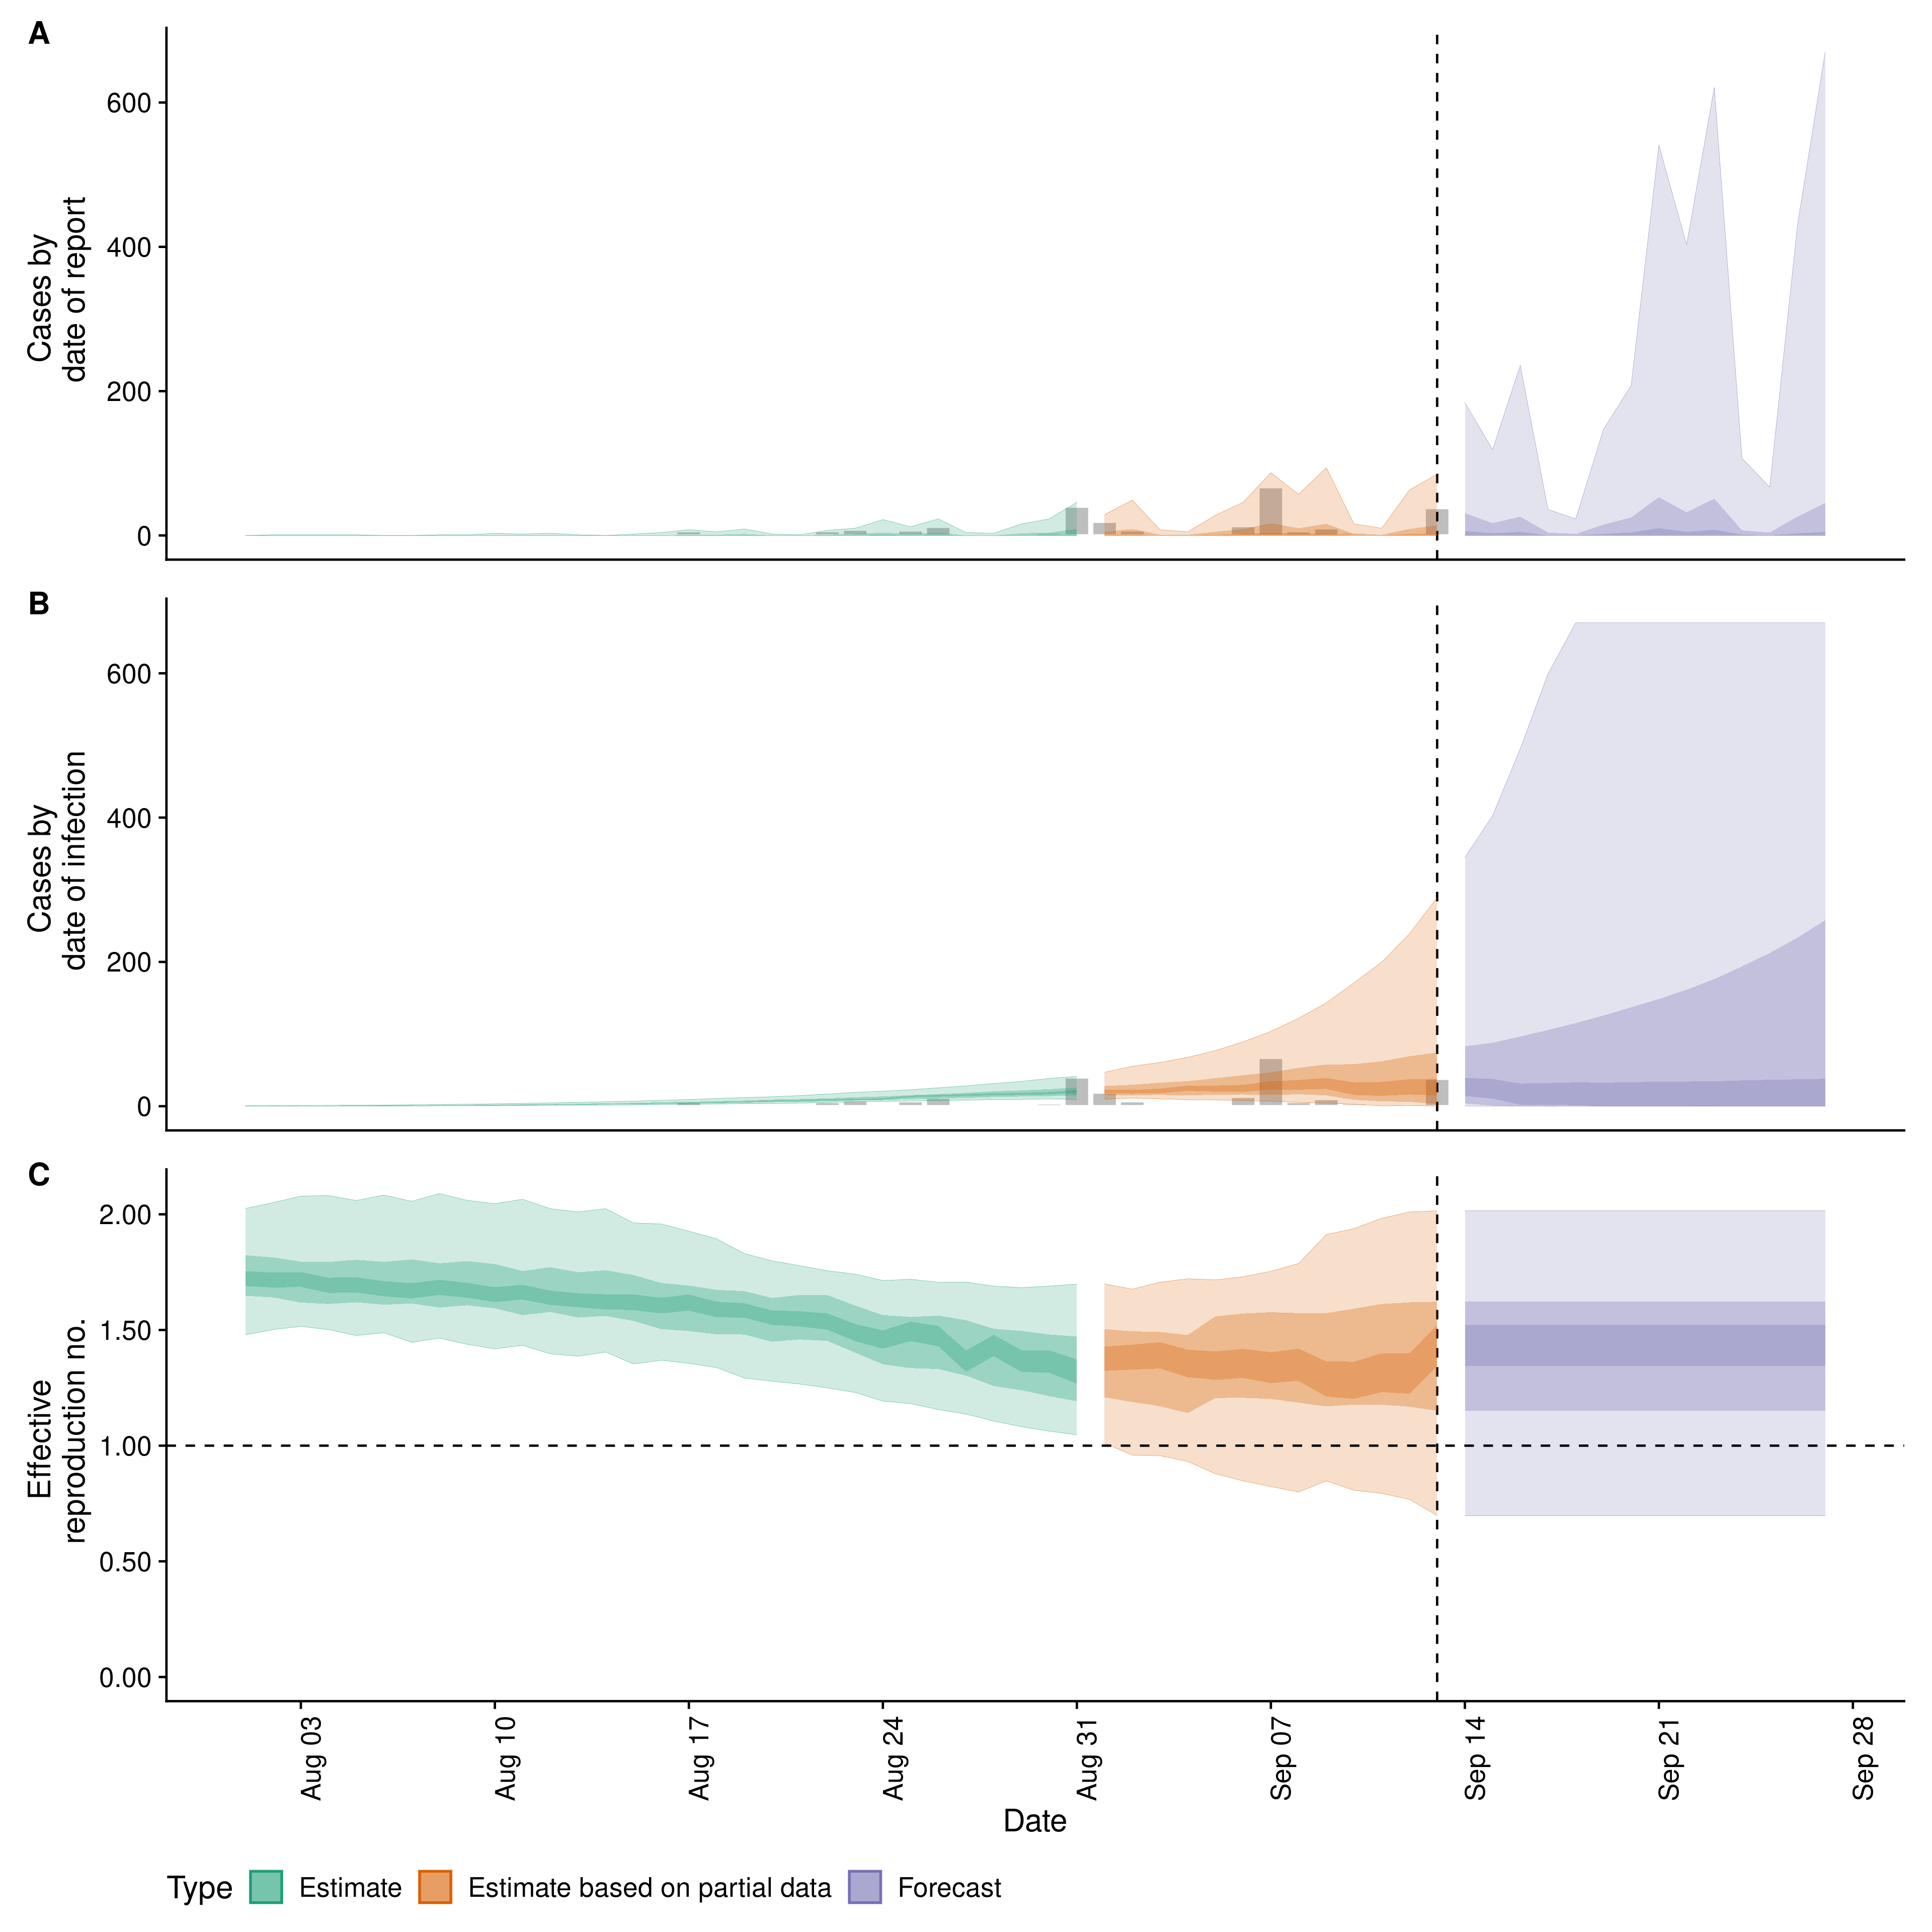 A
Cases by
date of report
600
400
200
0
B
Cases by
date of infection
600
400
200
0
C
Effective
reproduction no.
2.00
1.50
1.00
0.50
0.00
Aug 03
Aug 10
Aug 17
Aug 24
Aug 31
Sep 07
Sep 14
Sep 21
Sep 28
Date
Type
Estimate
Estimate based on partial data
Forecast